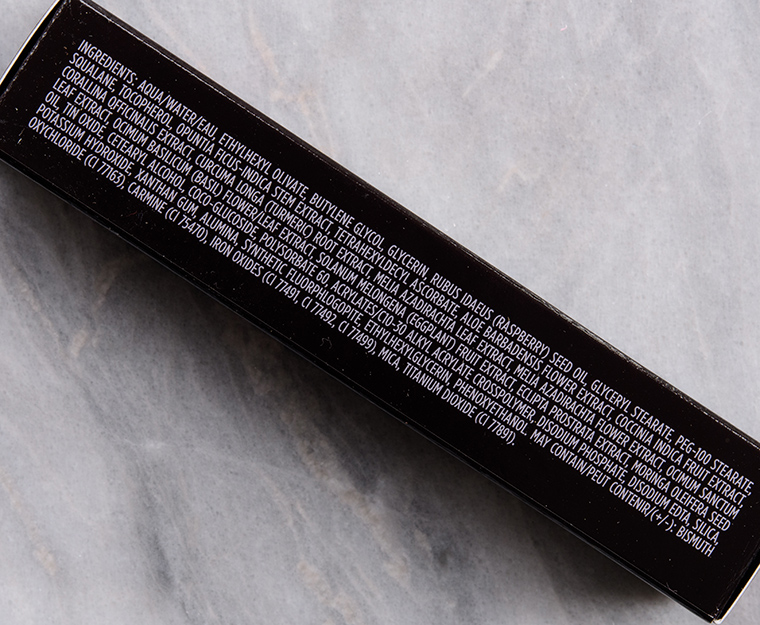 INGREDIENTS: AQUA/WATER/EAU, ETHYLHEXYL OLIVATE, BUTYLENE GLYCOL, GLYCERIN, RUBUS IDAEUS (RASPBERRY) SEED OIL, GLYCERYL STEARATE, PEG-100 STEARATE,
SQUALANE, TOCOPHEROL, OPUNTIA FICUS-INDICA STEM EXTRACT, TETRAHEXYLDECYL ASCORBATE, ALOE BARBADENSIS FLOWER EXTRACT, COCCINIA INDICA FRUIT EXTRACT,
CORALLINA OFFICINALIS EXTRACT, CURCUMA LONGA (TURMERIC) ROOT EXTRACT, MELIA AZADIRACHTA LEAF EXTRACT, MELIA AZADIRACHTA FLOWER EXTRACT, OCIMUM SANCTUM
LEAF EXTRACT, OCIMUM BASILICUM (BASIL) FLOWER/LEAF EXTRACT, SOLANUM MELONGENA (EGGPLANT) FRUIT EXTRACT, ECLIPTA PROSTRATA EXTRACT, MORINGA OLEIFERA SEED
OIL, TIN OXIDE, CETEARYL ALCOHOL, COCO-GLUCOSIDE, POLYSORBATE 60, ACRYLATES/C10-30 ALKYL ACRYLATE CROSSPOLYMER, DISODIUM PHOSPHATE, DISODIUM EDTA, SILICA,
POTASSIUM HYDROXIDE, XANTHAN GUM, ALUMINA, SYNTHETIC FLUORPHLOGOPITE, ETHYLHEXYLGLYCERIN, PHENOXYETHANOL. MAY CONTAIN/PEUT CONTENIR(+/-): BISMUTH
OXYCHLORIDE (CI 77163), CARMINE (CI 75470), IRON OXIDES (CI 77491, CI 77492, CI 77499), MICA, TITANIUM DIOXIDE (CI 77891).